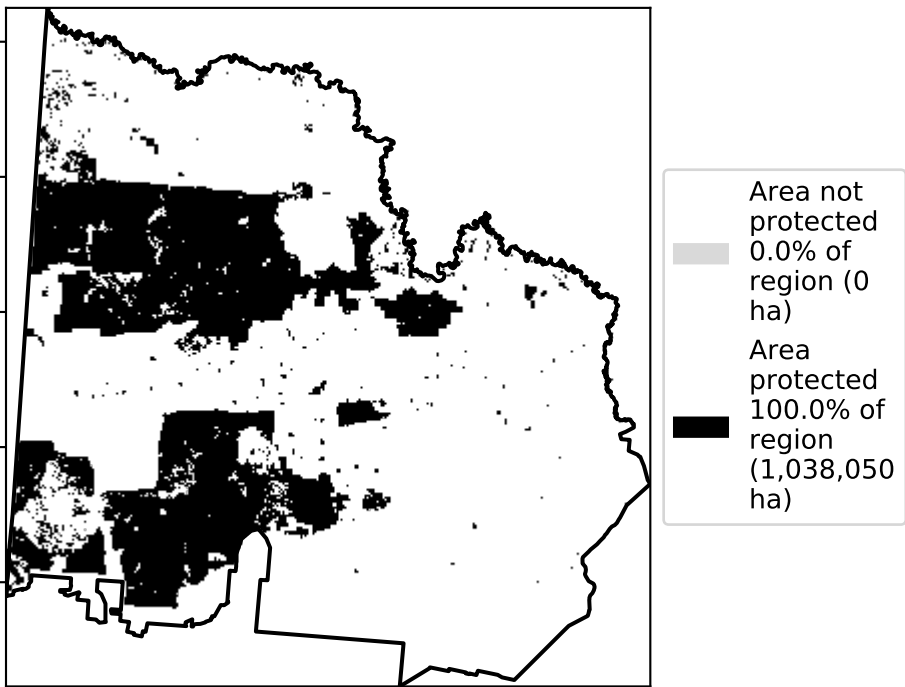 Area not
protected
0.0% of
region (0
ha)
Area
protected
100.0% of
region
(1,038,050
ha)